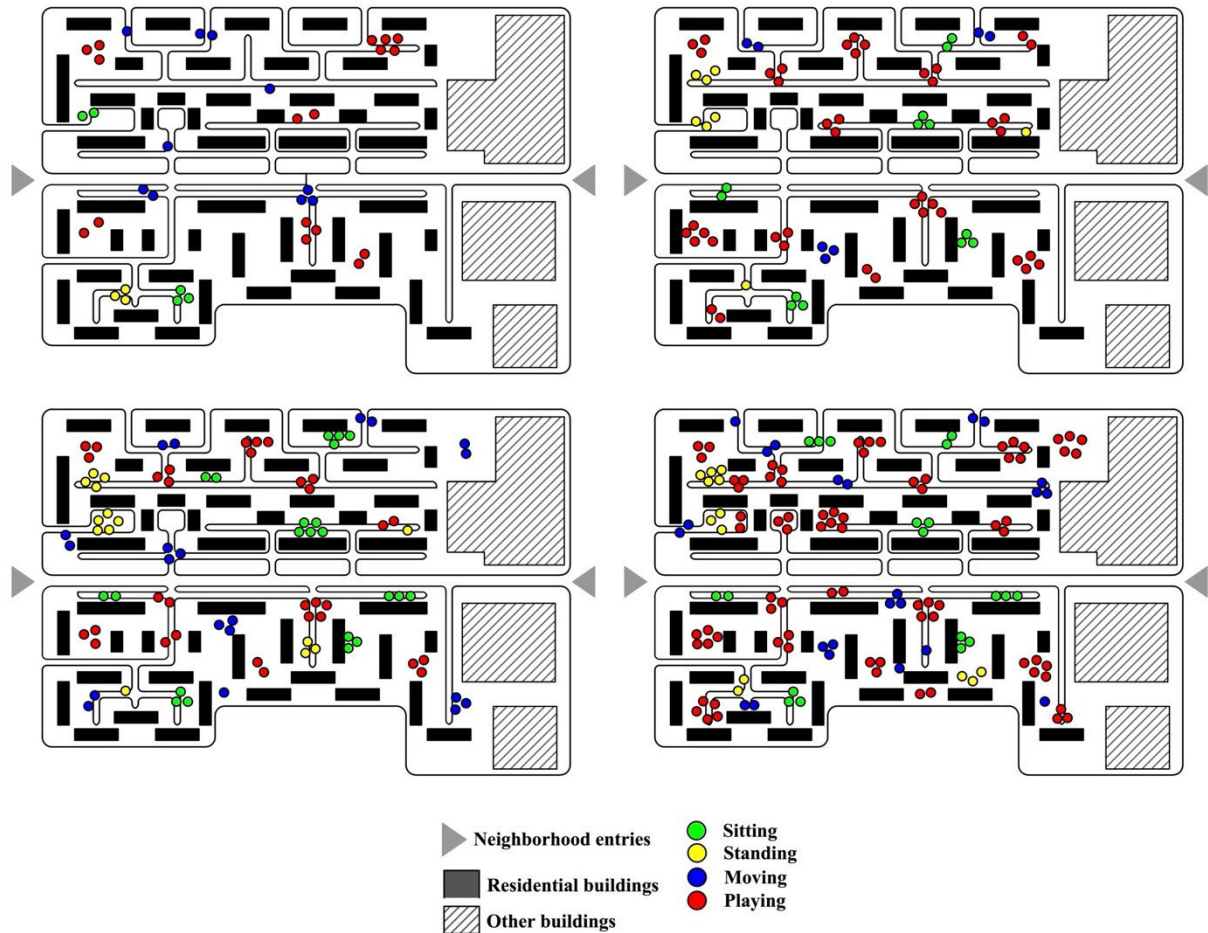 Neighborhood entries
Residential buildings
Other buildings
Sitting
Standing
Moving
Playing